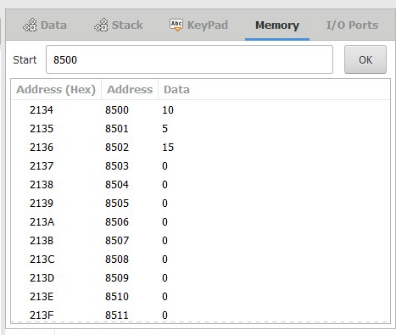 Data Stack Abc KeyPad Memory I/O Ports
Start 8500 OK
Address (Hex) Address Data
2134 8500 10
2135 8501 5
2136 8502 15
2137 8503 0
2138 8504 0
2139 8505 0
213A 8506 0
213B 8507 0
213C 8508 0
213D 8509 0
213E 8510 0
213F 8511 0